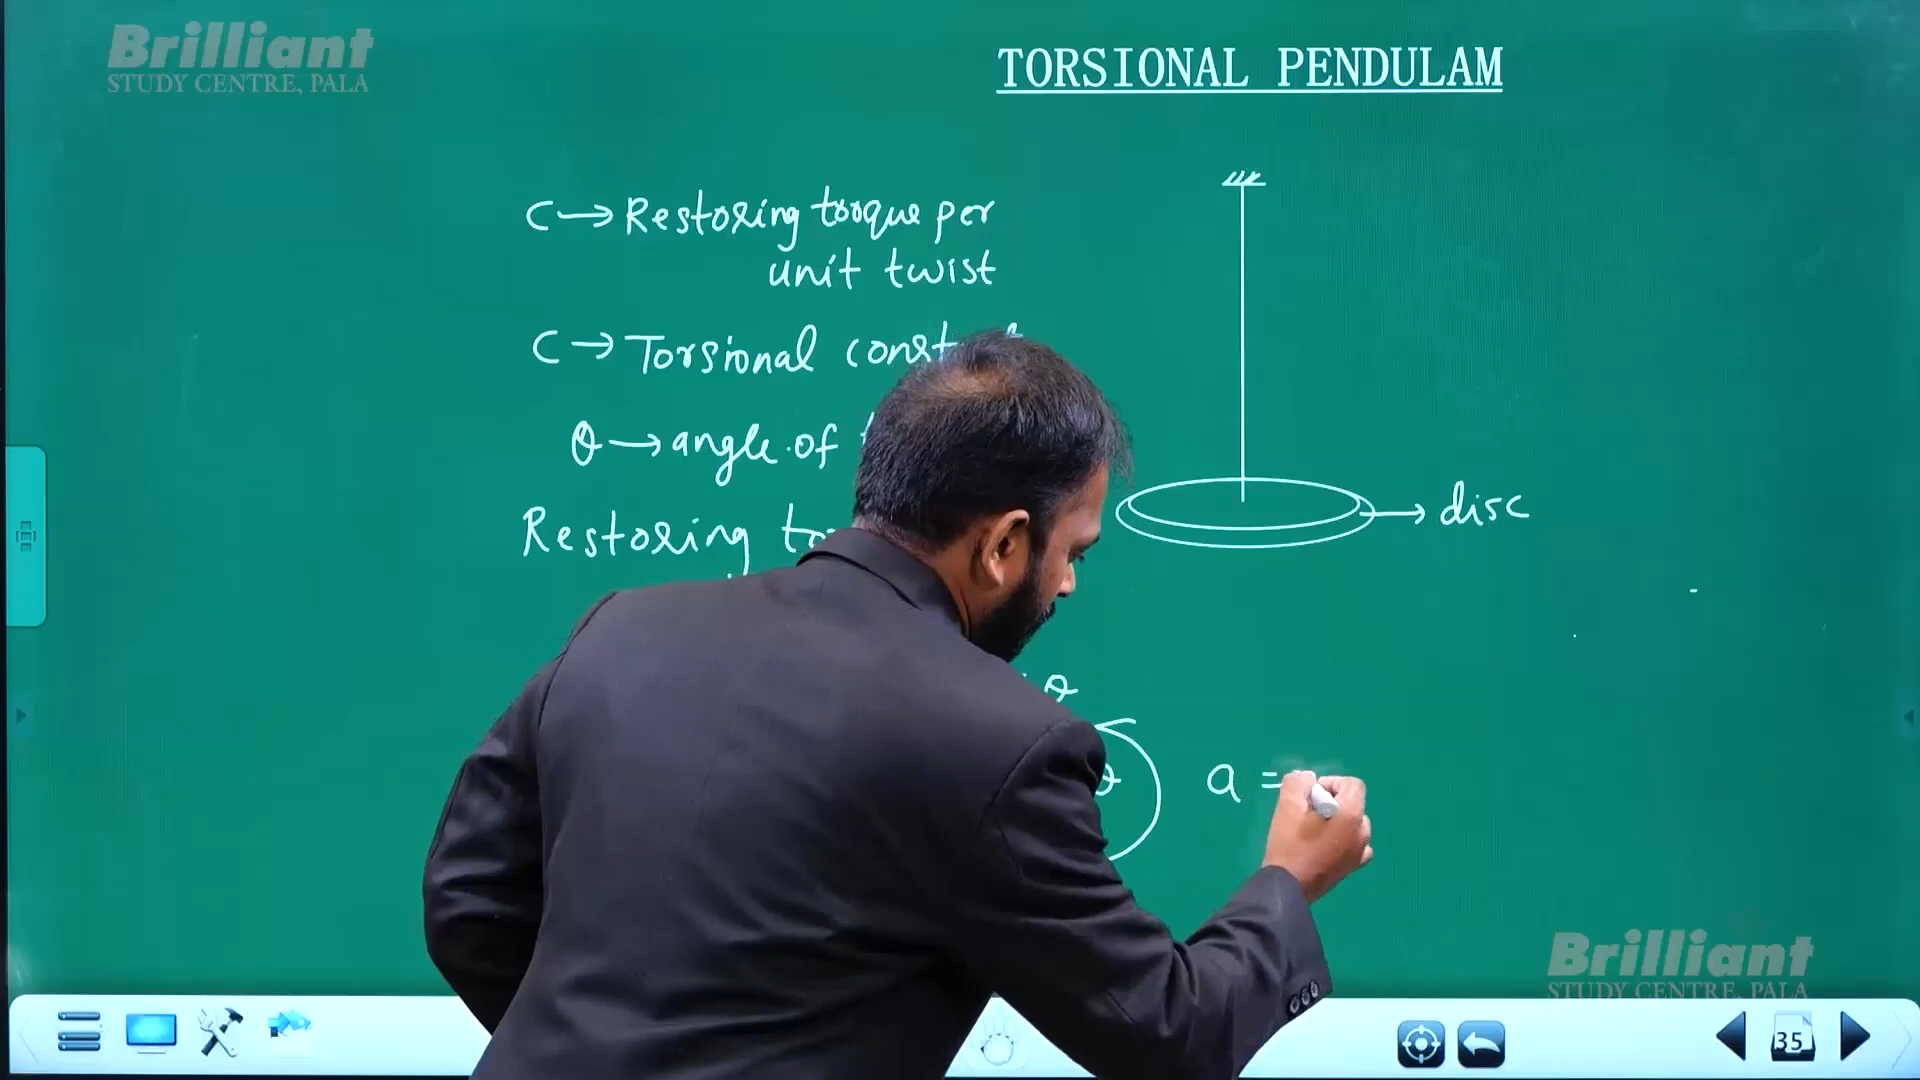 Brilliant
STUDY CENTRE, PALA
TORSIONAL PENDULAM
C → Restoring torque per
unit twist
C → Torsional
θ → angle of
Restoring
θ
θ
a =
disc
Brilliant
STUDY CENTRE, PALA
35